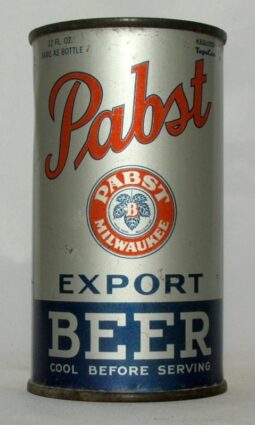 12 FL. OZ.
SAME AS BOTTLE
Pabst
PABST
B
MILWAUKEE
EXPORT
BEER
COOL BEFORE SERVING